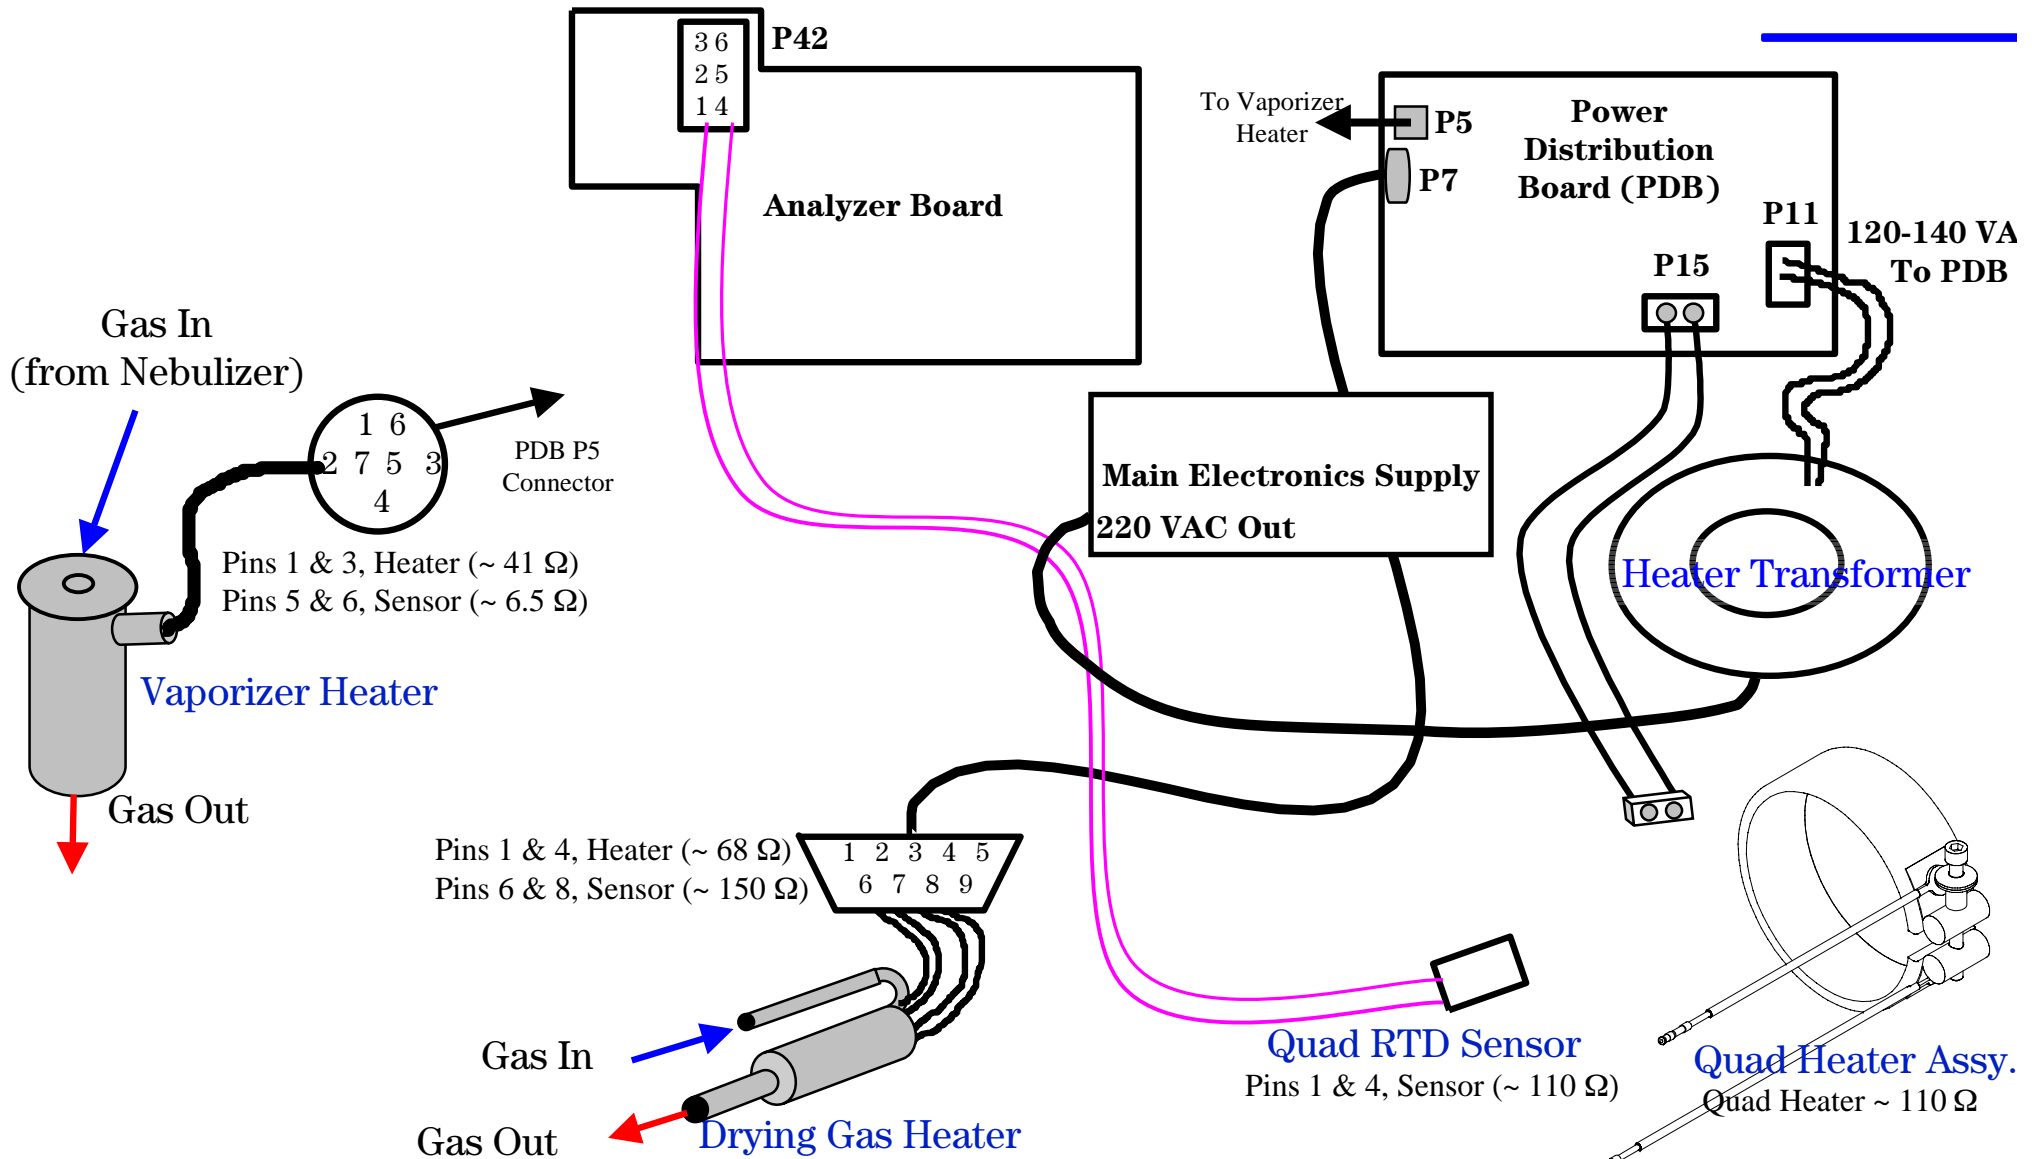 3 6
2 5
1 4
P42
Analyzer Board
To Vaporizer
Heater
P5
P7
Power
Distribution
Board (PDB)
P11
P15
120-140 VA
To PDB
Gas In
(from Nebulizer)
1 6
2 7 5 3
4
PDB P5
Connector
Pins 1 & 3, Heater (~ 41 Ω)
Pins 5 & 6, Sensor (~ 6.5 Ω)
Vaporizer Heater
Gas Out
Main Electronics Supply
220 VAC Out
Heater Transformer
Pins 1 & 4, Heater (~ 68 Ω)
Pins 6 & 8, Sensor (~ 150 Ω)
1 2 3 4 5
6 7 8 9
Gas In
Gas Out
Drying Gas Heater
Quad RTD Sensor
Pins 1 & 4, Sensor (~ 110 Ω)
Quad Heater Assy.
Quad Heater ~ 110 Ω